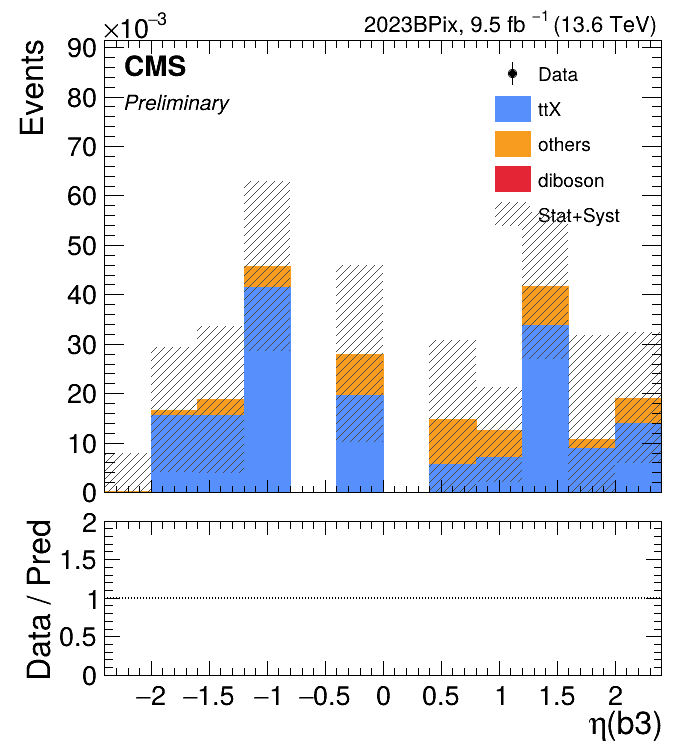 ×10⁻³
2023BPix, 9.5 fb ⁻¹ (13.6 TeV)
Events
CMS
Preliminary
Data
ttX
others
diboson
Stat+Syst
90
80
70
60
50
40
30
20
10
0
Data / Pred
2
1.5
1
0.5
0
−2 −1.5 −1 −0.5 0 0.5 1 1.5 2
η(b3)